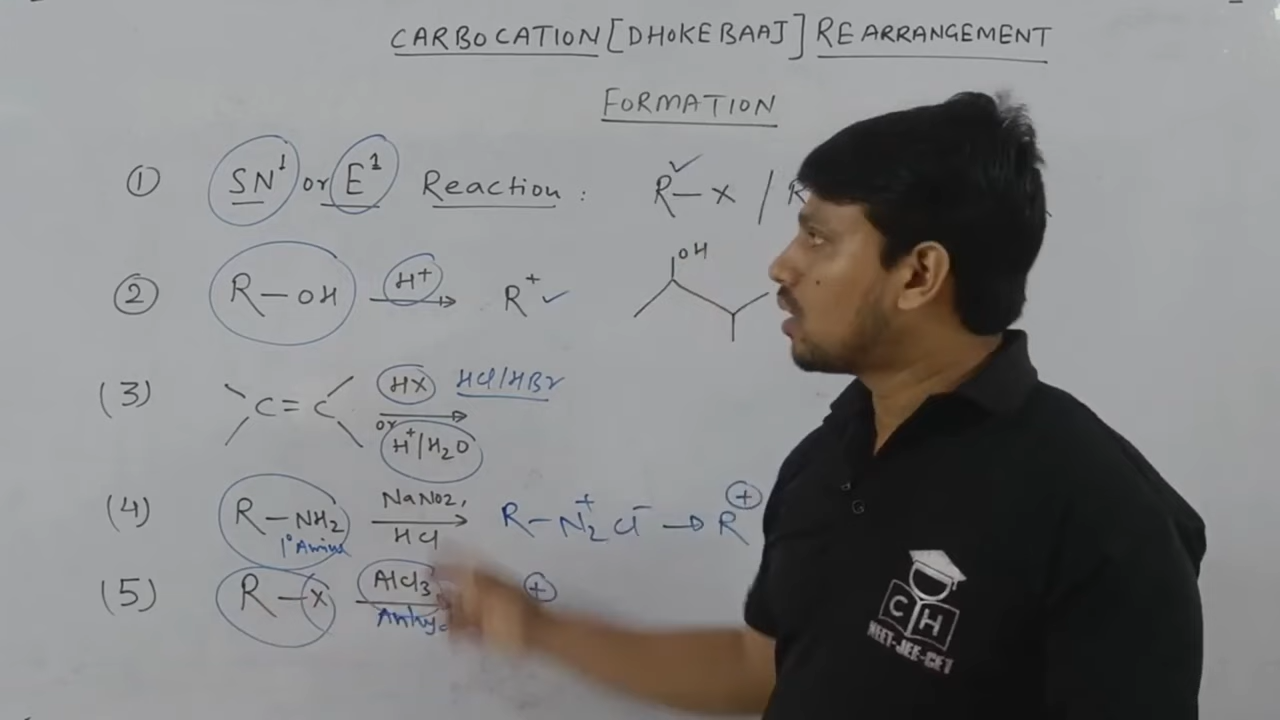 CARBOCATION [DHOKEBAAJ] REARRANGEMENT
FORMATION
① SN¹ or E¹ Reaction : R-X / R
② R-OH H⁺ R⁺ ✓ OH
(3) C=C HX or H⁺/H₂O HCl/HBr
(4) R-NH₂ 1° Amine NaNO₂, HCl R-N₂⁺Cl⁻ → R⊕
(5) R-X AlCl₃ ⊕
CH
NEET-JEE-CET